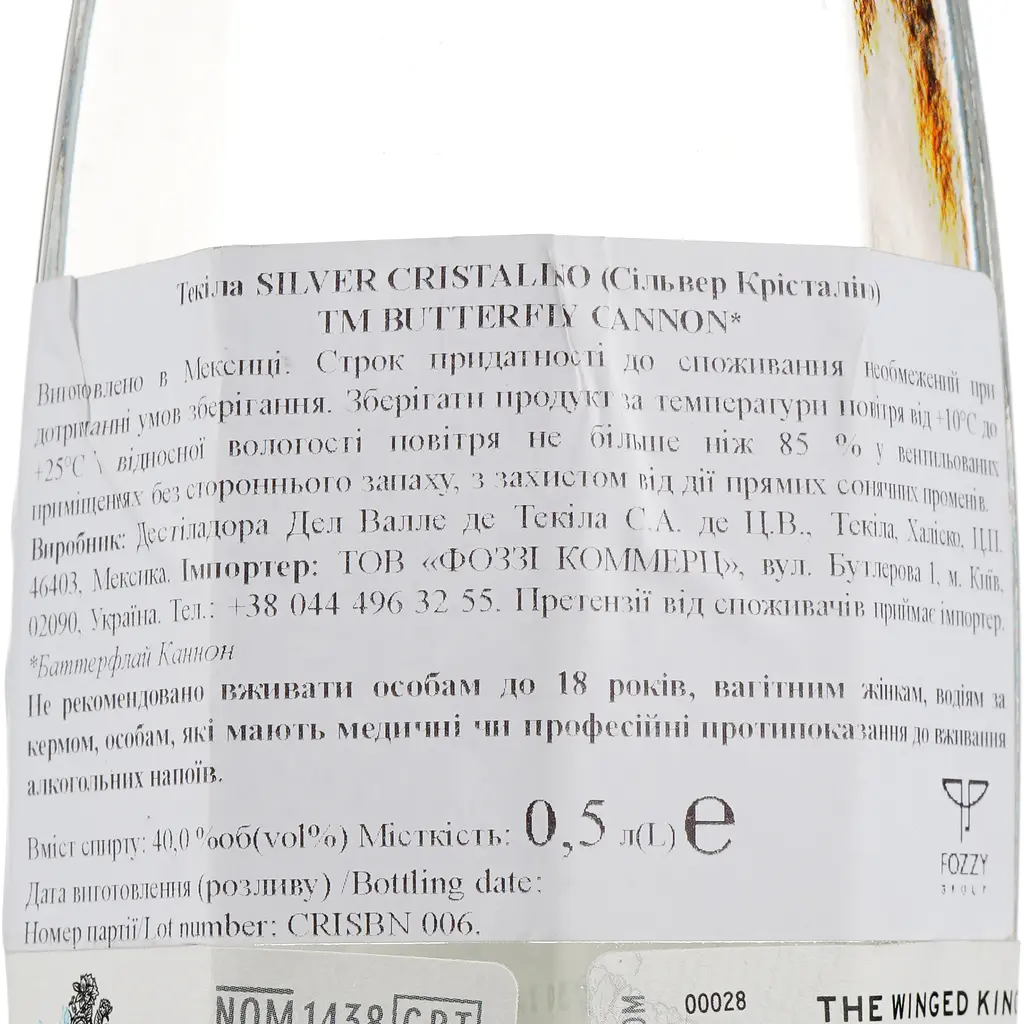 Текіла SILVER CRISTALINO (Сільвер Крісталіно)
ТМ BUTTERFLY CANNON*
Виготовлено в Мексиці. Строк придатності до споживання необмежений при
дотриманні умов зберігання. Зберігати продукт за температури повітря від +10°С до
+25°С \ відносної вологості повітря не більше ніж 85 % у вентильованих
приміщеннях без стороннього запаху, з захистом від дії прямих сонячних променів.
Виробник: Дестіладора Дел Валле де Текіла С.А. де Ц.В., Текіла, Халіско, Ц.П.
46403, Мексика. Імпортер: ТОВ «ФОЗЗІ КОММЕРЦ», вул. Бутлерова 1, м. Київ,
02090, Україна. Тел.: +38 044 496 32 55. Претензії від споживачів приймає імпортер.
*Баттерфлай Каннон
Не рекомендовано вживати особам до 18 років, вагітним жінкам, водіям за
кермом, особам, які мають медичні чи професійні протипоказання до вживання
алкогольних напоїв.
Вміст спирту: 40,0 %об(vol%) Місткість: 0,5 л(L) e
Дата виготовлення (розливу) /Bottling date:
Номер партії/Lot number: CRISBN 006.
FOZZY
GROUP
NOM 1438 CRT
00028
THE WINGED KIN